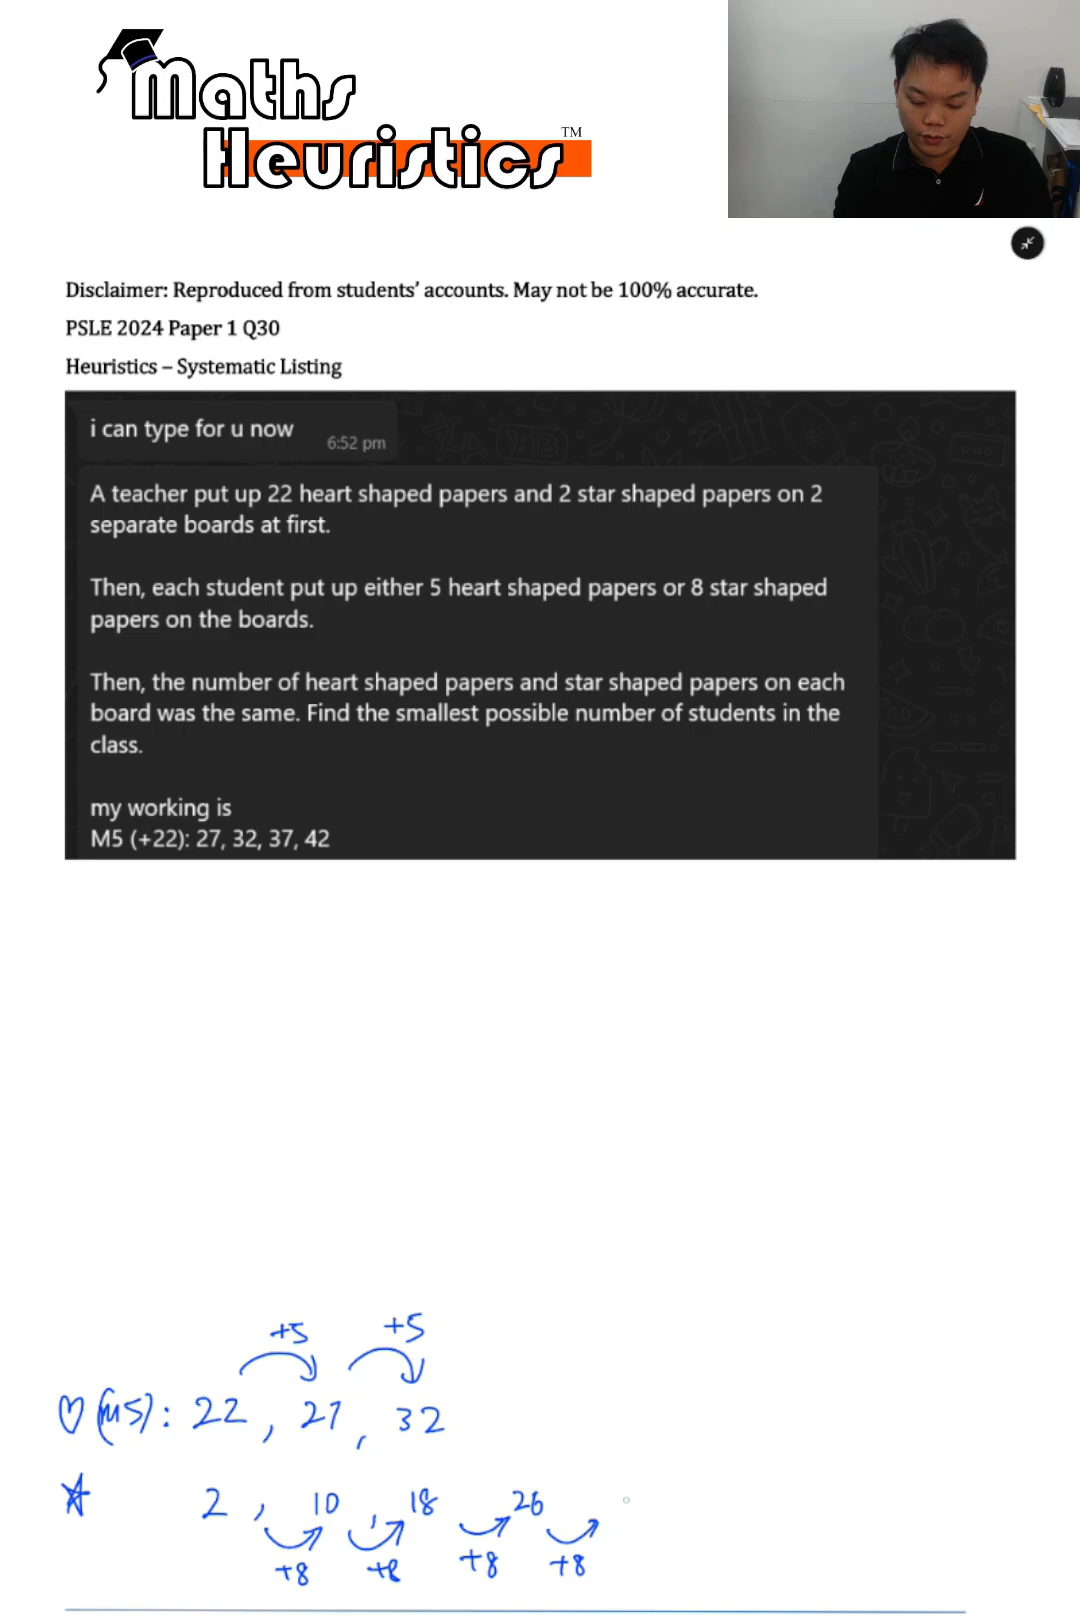 Maths
Heuristics™
Disclaimer: Reproduced from students' accounts. May not be 100% accurate.
PSLE 2024 Paper 1 Q30
Heuristics – Systematic Listing
i can type for u now
6:52 pm
A teacher put up 22 heart shaped papers and 2 star shaped papers on 2
separate boards at first.
Then, each student put up either 5 heart shaped papers or 8 star shaped
papers on the boards.
Then, the number of heart shaped papers and star shaped papers on each
board was the same. Find the smallest possible number of students in the
class.
my working is
M5 (+22): 27, 32, 37, 42
+5 +5
♡ (M5): 22, 27, 32
☆ 2, 10, 18 26
+8 +8 +8 +8